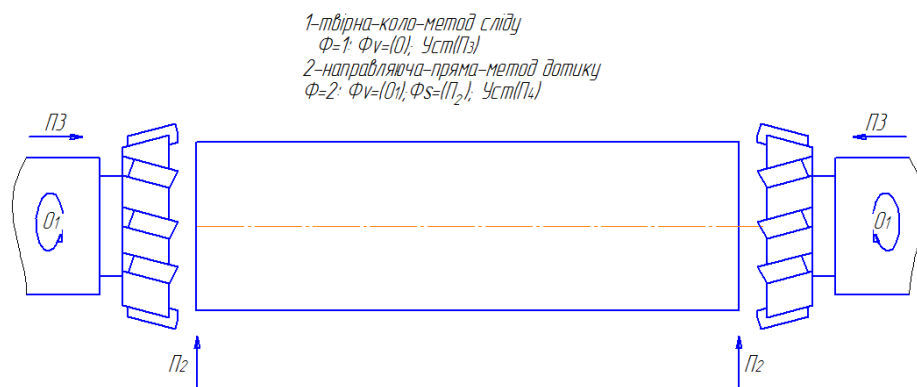 1-твірна-коло-метод сліду
Ф=1: Фv=(О); Уст(П3)
2-направляюча-пряма-метод дотику
Ф=2: Фv=(О1),Фs=(П2); Уст(П4)
П3
П3
О1
О1
П2
П2